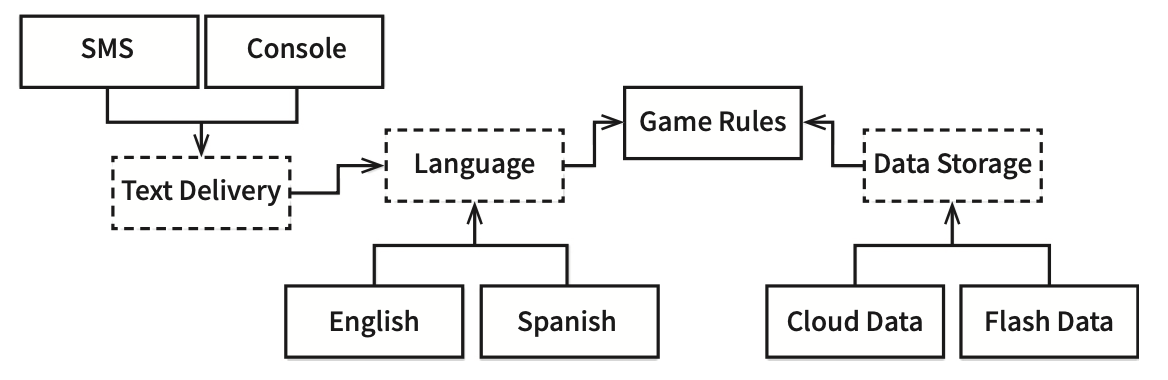 SMS
Console
Game Rules
Text Delivery
Language
Data Storage
English
Spanish
Cloud Data
Flash Data